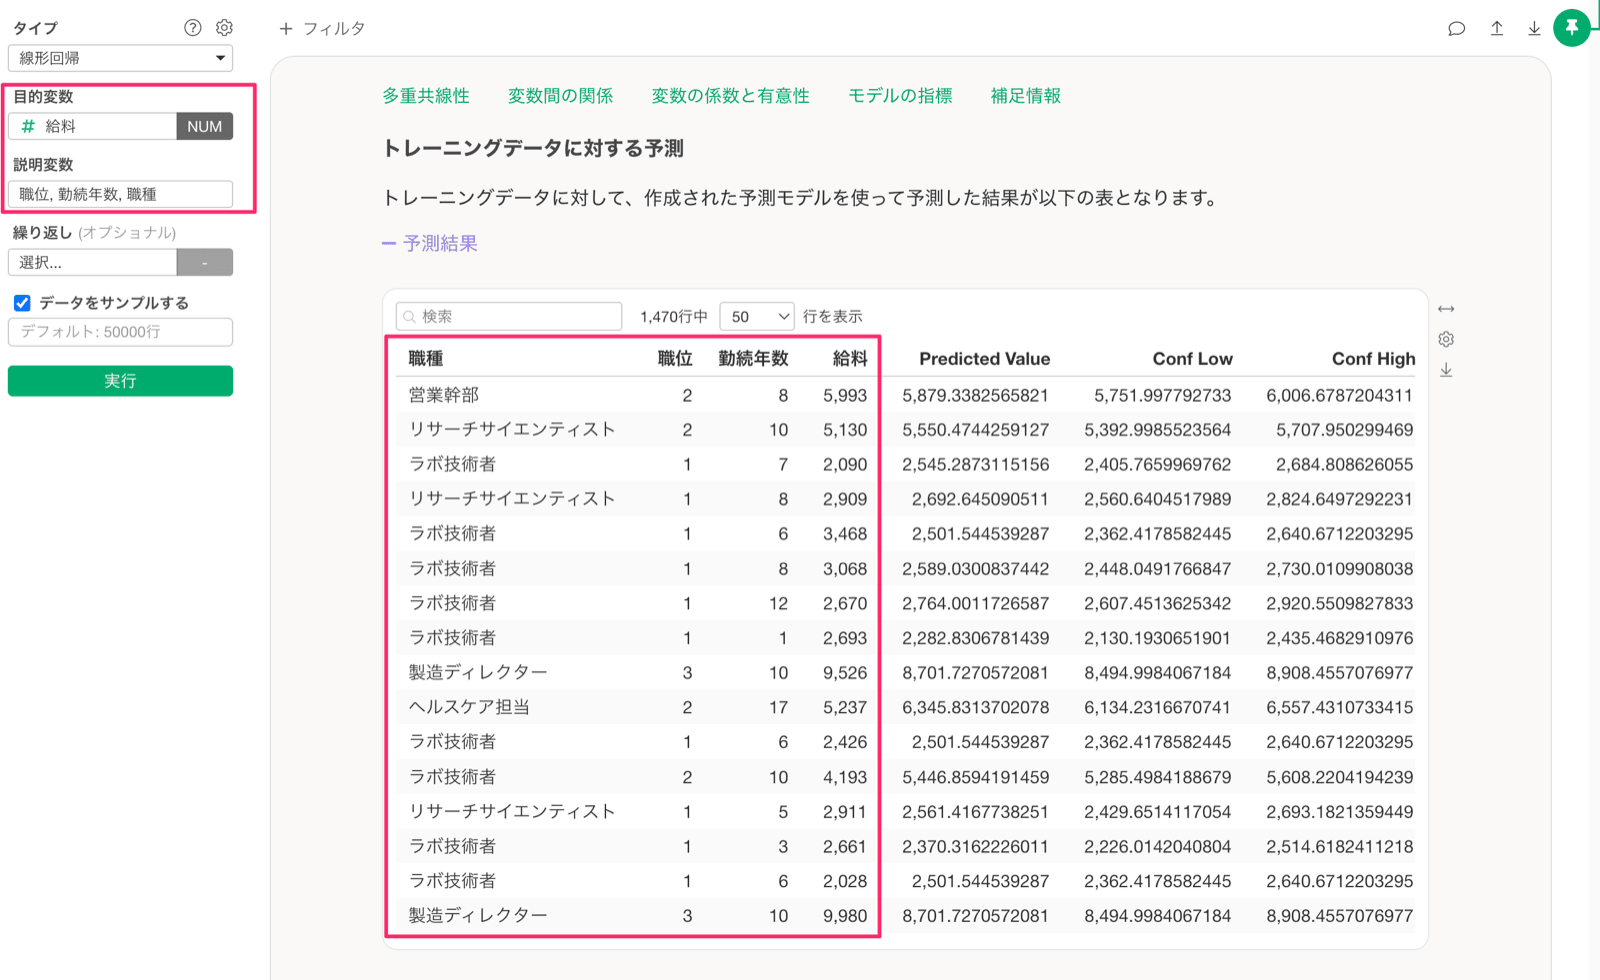 タイプ
線形回帰
目的変数
# 給料 NUM
説明変数
職位, 勤続年数, 職種
繰り返し (オプショナル)
選択... -
データをサンプルする
デフォルト: 50000行
実行
+ フィルタ
多重共線性 変数間の関係 変数の係数と有意性 モデルの指標 補足情報
トレーニングデータに対する予測
トレーニングデータに対して、作成された予測モデルを使って予測した結果が以下の表となります。
予測結果
検索 1,470行中 50 行を表示
職種 職位 勤続年数 給料 Predicted Value Conf Low Conf High
営業幹部 2 8 5,993 5,879.3382565821 5,751.997792733 6,006.6787204311
リサーチサイエンティスト 2 10 5,130 5,550.4744259127 5,392.9985523564 5,707.950299469
ラボ技術者 1 7 2,090 2,545.2873115156 2,405.7659969762 2,684.808626055
リサーチサイエンティスト 1 8 2,909 2,692.645090511 2,560.6404517989 2,824.6497292231
ラボ技術者 1 6 3,468 2,501.544539287 2,362.4178582445 2,640.6712203295
ラボ技術者 1 8 3,068 2,589.0300837442 2,448.0491766847 2,730.0109908038
ラボ技術者 1 12 2,670 2,764.0011726587 2,607.4513625342 2,920.5509827833
ラボ技術者 1 1 2,693 2,282.8306781439 2,130.1930651901 2,435.4682910976
製造ディレクター 3 10 9,526 8,701.7270572081 8,494.9984067184 8,908.4557076977
ヘルスケア担当 2 17 5,237 6,345.8313702078 6,134.2316670741 6,557.4310733415
ラボ技術者 1 6 2,426 2,501.544539287 2,362.4178582445 2,640.6712203295
ラボ技術者 2 10 4,193 5,446.8594191459 5,285.4984188679 5,608.2204194239
リサーチサイエンティスト 1 5 2,911 2,561.4167738251 2,429.6514117054 2,693.1821359449
ラボ技術者 1 3 2,661 2,370.3162226011 2,226.0142040804 2,514.6182411218
ラボ技術者 1 6 2,028 2,501.544539287 2,362.4178582445 2,640.6712203295
製造ディレクター 3 10 9,980 8,701.7270572081 8,494.9984067184 8,908.4557076977